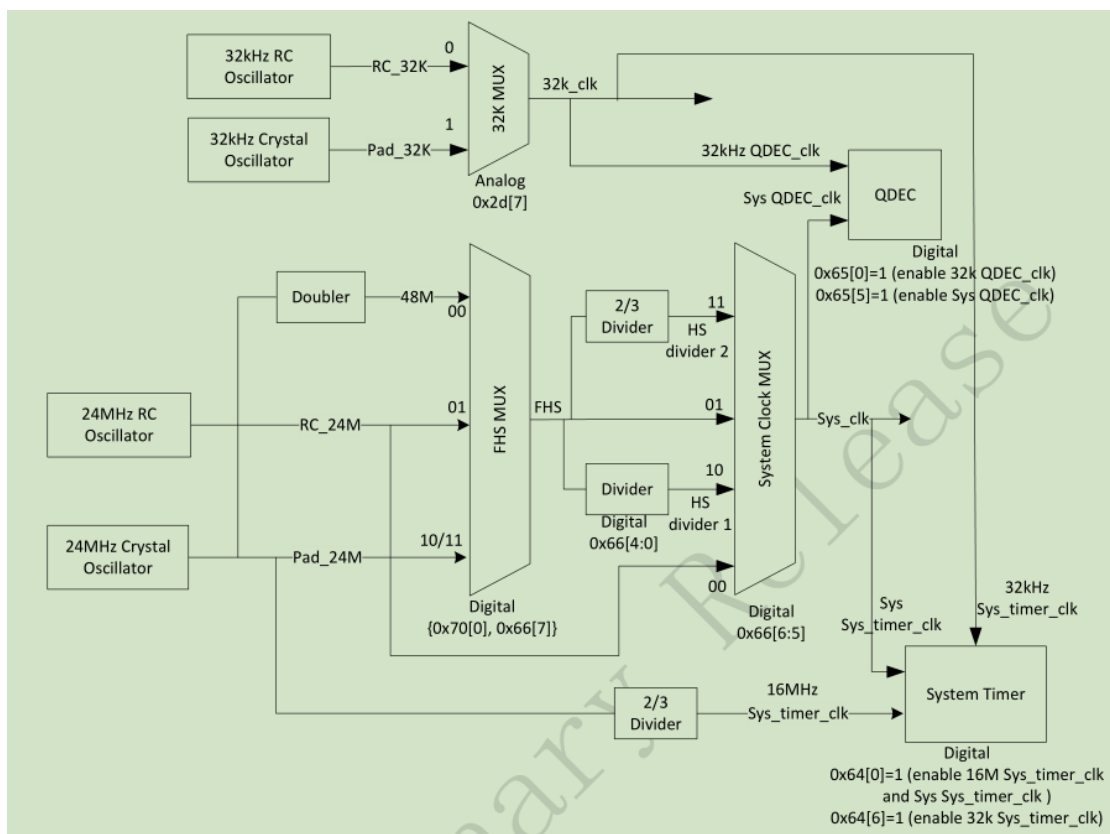 32kHz RC
Oscillator
RC_32K
0
32kHz Crystal
Oscillator
Pad_32K
1
32K MUX
Analog
0x2d[7]
32k_clk
32kHz QDEC_clk
Sys QDEC_clk
QDEC
Digital
0x65[0]=1 (enable 32k QDEC_clk)
0x65[5]=1 (enable Sys QDEC_clk)
Doubler
48M
00
24MHz RC
Oscillator
RC_24M
01
24MHz Crystal
Oscillator
Pad_24M
10/11
FHS MUX
Digital
{0x70[0], 0x66[7]}
FHS
2/3
Divider
11
HS
divider 2
01
Divider
10
HS
divider 1
Digital
0x66[4:0]
00
System Clock MUX
Digital
0x66[6:5]
Sys_clk
Sys
Sys_timer_clk
32kHz
Sys_timer_clk
2/3
Divider
16MHz
Sys_timer_clk
System Timer
Digital
0x64[0]=1 (enable 16M Sys_timer_clk
and Sys Sys_timer_clk )
0x64[6]=1 (enable 32k Sys_timer_clk)
ary Release